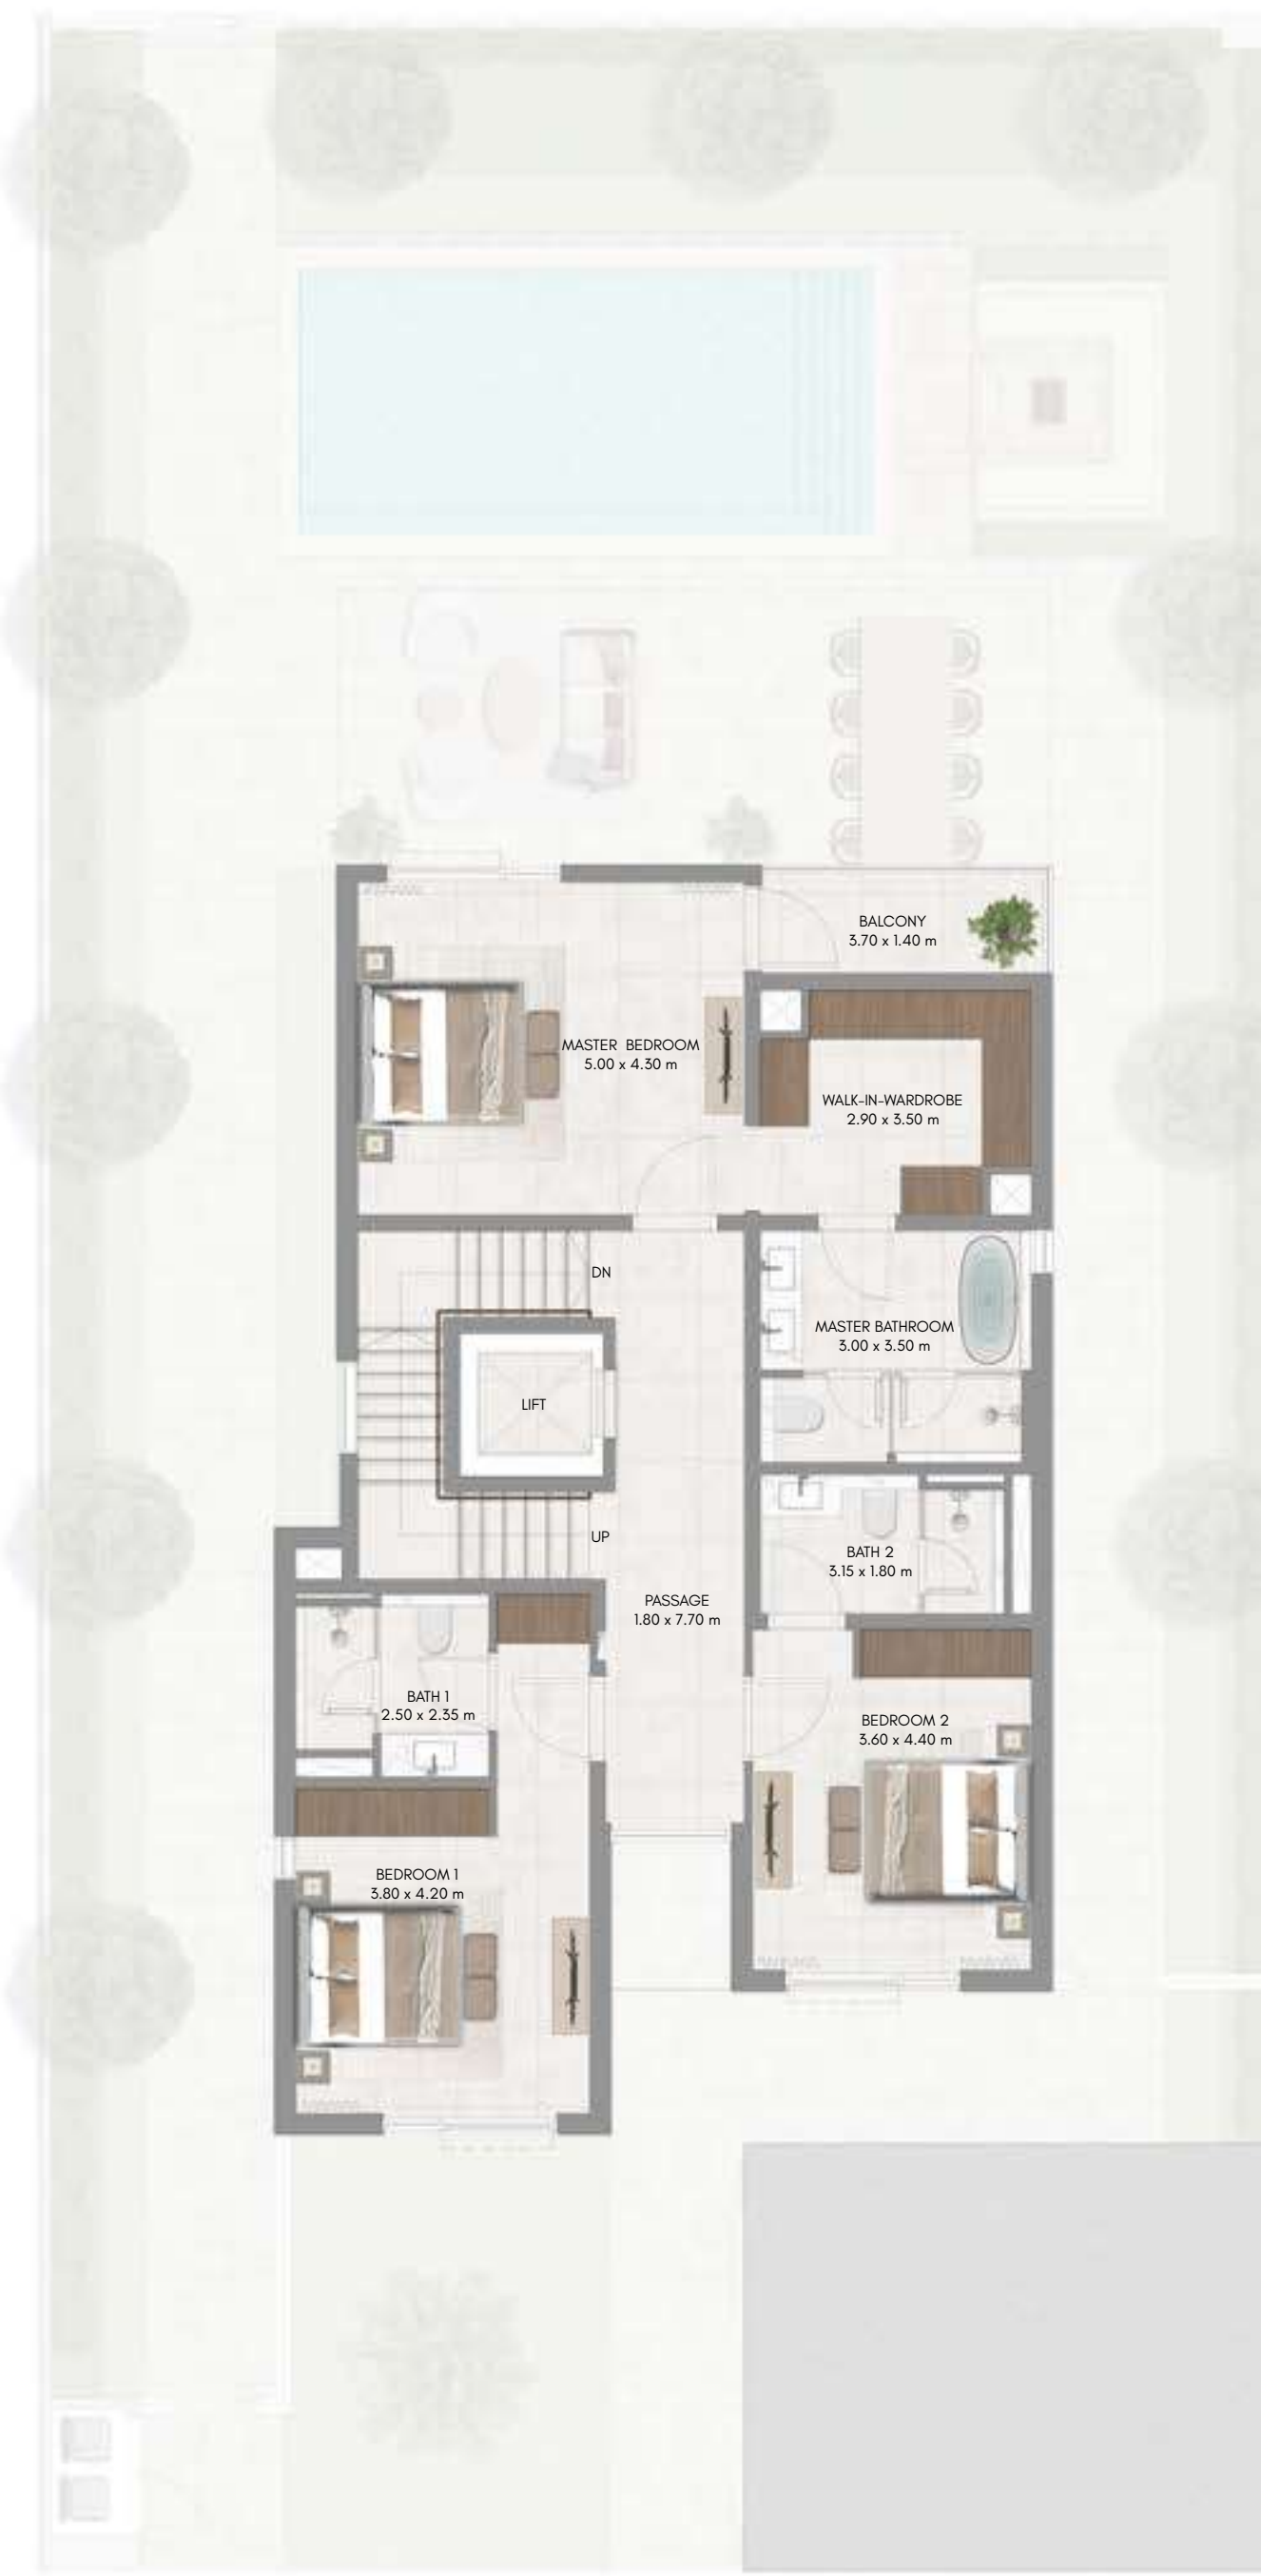 BALCONY
3.70 x 1.40 m
MASTER BEDROOM
5.00 x 4.30 m
WALK-IN-WARDROBE
2.90 x 3.50 m
DN
MASTER BATHROOM
3.00 x 3.50 m
LIFT
UP
BATH 2
3.15 x 1.80 m
PASSAGE
1.80 x 7.70 m
BATH 1
2.50 x 2.35 m
BEDROOM 2
3.60 x 4.40 m
BEDROOM 1
3.80 x 4.20 m